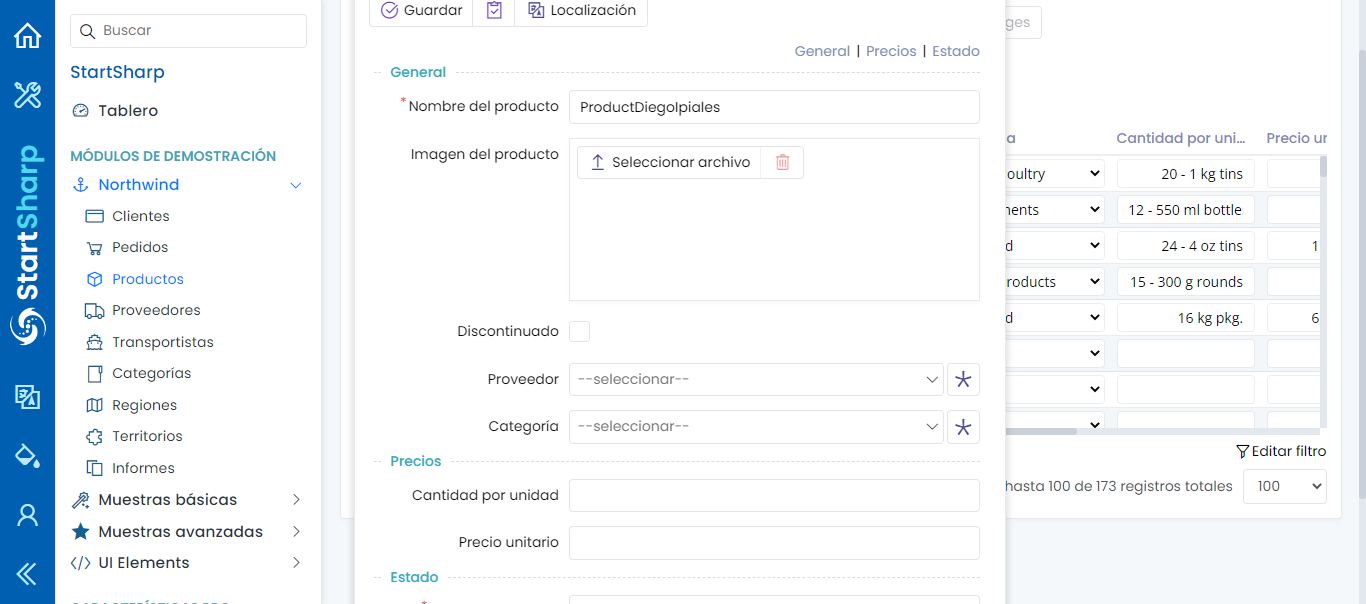 StartSharp
Buscar
StartSharp
Tablero
MÓDULOS DE DEMOSTRACIÓN
Northwind
Clientes
Pedidos
Productos
Proveedores
Transportistas
Categorías
Regiones
Territorios
Informes
Muestras básicas
Muestras avanzadas
UI Elements
Guardar
Localización
General | Precios | Estado
General
*Nombre del producto ProductDiegoIpiales
Imagen del producto Seleccionar archivo
Discontinuado
Proveedor --seleccionar--
Categoría --seleccionar--
Precios
Cantidad por unidad
Precio unitario
Estado
*
ges
a Cantidad por uni... Precio ur
oultry 20 - 1 kg tins
nents 12 - 550 ml bottle
d 24 - 4 oz tins 1
roducts 15 - 300 g rounds
d 16 kg pkg. 6
Editar filtro
hasta 100 de 173 registros totales 100